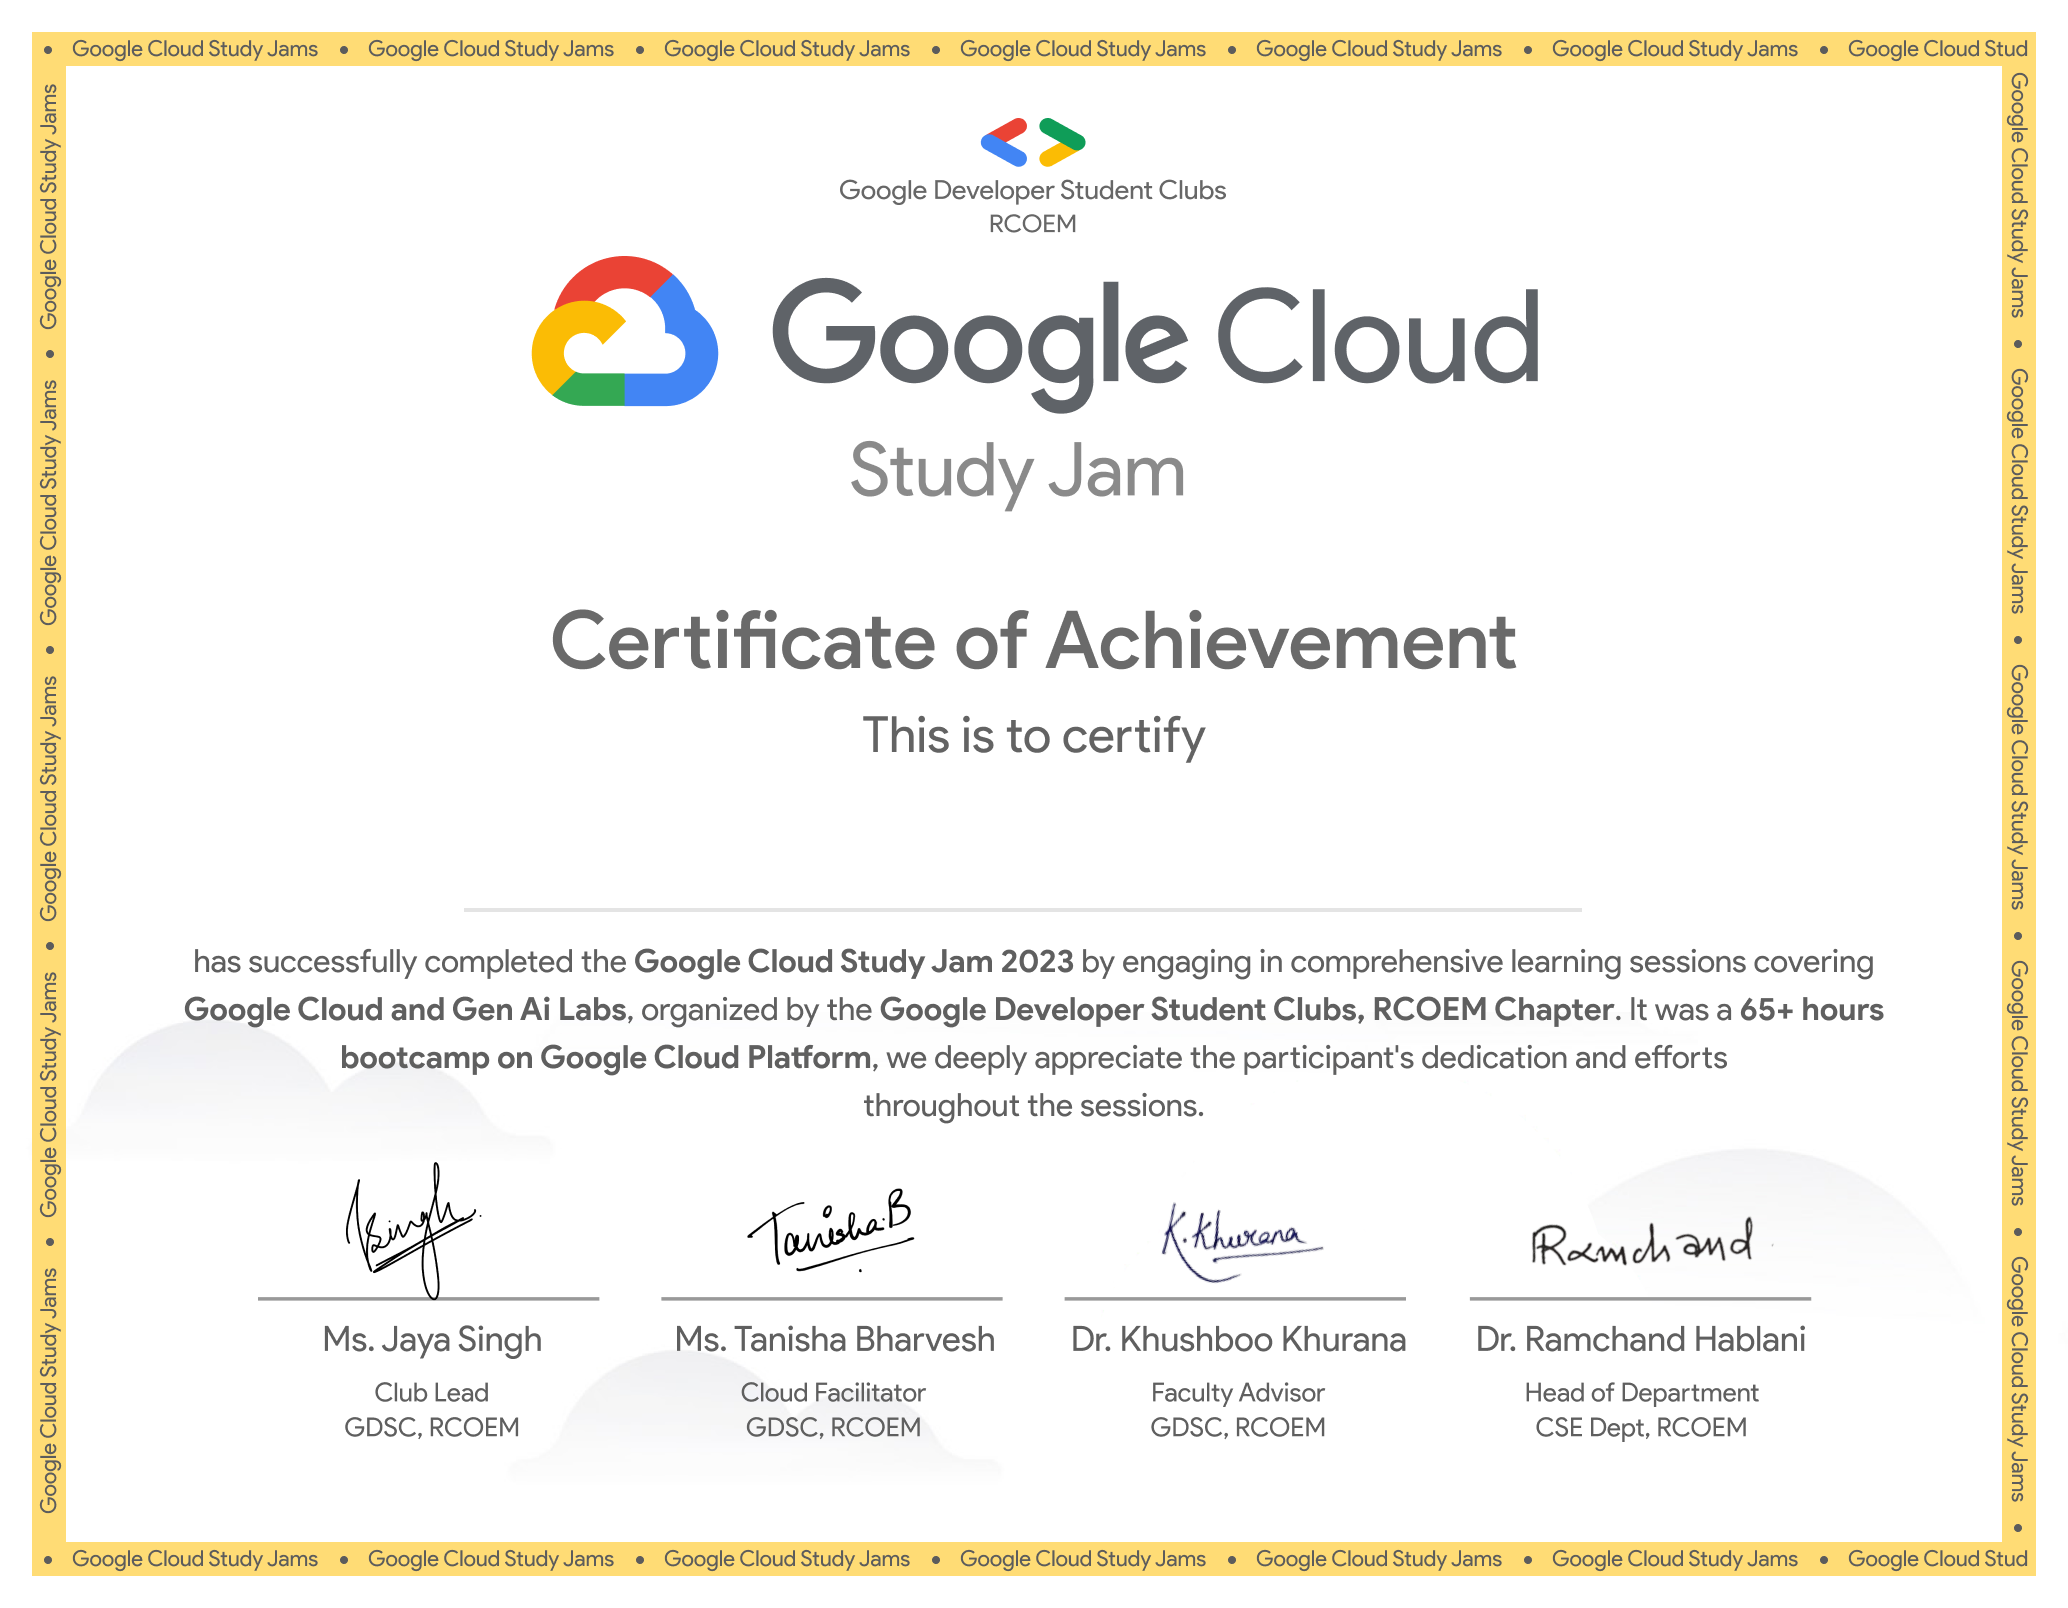 • Google Cloud Study Jams • Google Cloud Study Jams • Google Cloud Study Jams • Google Cloud Study Jams • Google Cloud Study Jams • Google Cloud Study Jams • Google Cloud Stud
Google Cloud Study Jams • Google Cloud Study Jams • Google Cloud Study Jams • Google Cloud Study Jams • Google Cloud Study Jams
Google Developer Student Clubs
RCOEM
Google Cloud
Study Jam
Certificate of Achievement
This is to certify
has successfully completed the Google Cloud Study Jam 2023 by engaging in comprehensive learning sessions covering
Google Cloud and Gen Ai Labs, organized by the Google Developer Student Clubs, RCOEM Chapter. It was a 65+ hours
bootcamp on Google Cloud Platform, we deeply appreciate the participant's dedication and efforts
throughout the sessions.
JSingh
Tanisha B
K. Khurana
Ramchand
Ms. Jaya Singh
Ms. Tanisha Bharvesh
Dr. Khushboo Khurana
Dr. Ramchand Hablani
Club Lead
Cloud Facilitator
Faculty Advisor
Head of Department
GDSC, RCOEM
GDSC, RCOEM
GDSC, RCOEM
CSE Dept, RCOEM
Google Cloud Study Jams • Google Cloud Study Jams • Google Cloud Study Jams • Google Cloud Study Jams • Google Cloud Study Jams •
• Google Cloud Study Jams • Google Cloud Study Jams • Google Cloud Study Jams • Google Cloud Study Jams • Google Cloud Study Jams • Google Cloud Study Jams • Google Cloud Stud